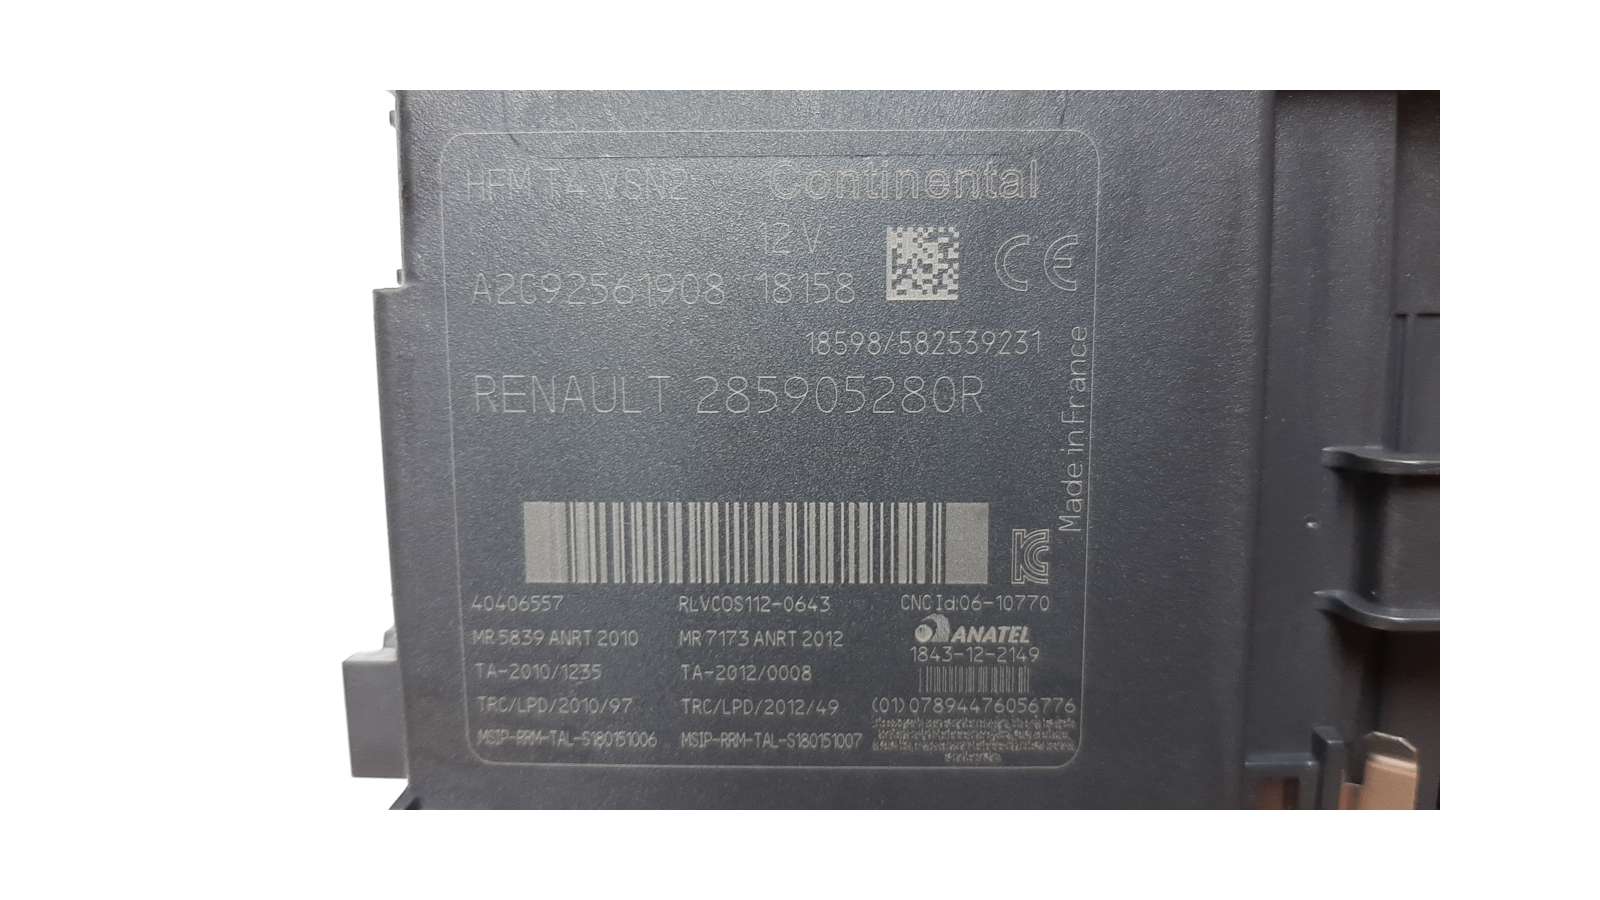 HFM T4 VSN2 Continental
12 V
A2C92561908 18158
18598/582539231
RENAULT 285905280R
Made in France
40406557 RLVCOS112-0643 CNC Id:06-10770
MR 5839 ANRT 2010 MR 7173 ANRT 2012 ANATEL
1843-12-2149
TA-2010/1235 TA-2012/0008
TRC/LPD/2010/97 TRC/LPD/2012/49 (01)07894476056776
MSIP-RRM-TAL-S180151006 MSIP-RRM-TAL-S180151007